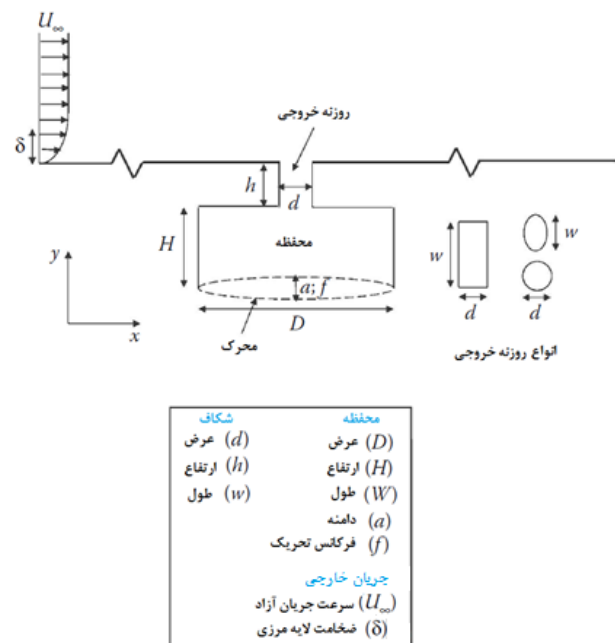 U∞
روزنه خروجی
δ
h
d
H
محفظه
w
w
y
a; f
d
d
D
x
محرک
انواع روزنه خروجی
محفظه
(D) عرض
(H) ارتفاع
(W) طول
(a) دامنه
(f) فرکانس تحریک
شکاف
(d) عرض
(h) ارتفاع
(w) طول
جریان خارجی
(U∞) سرعت جریان آزاد
(δ) ضخامت لایه مرزی